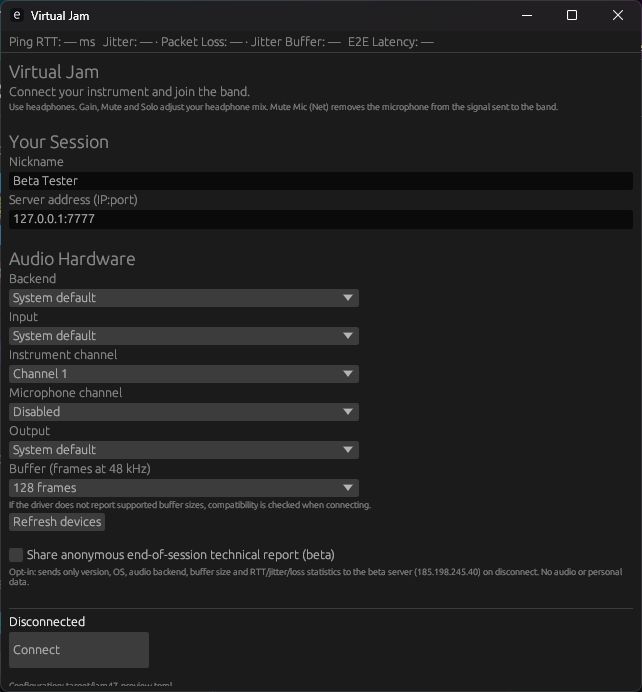 e Virtual Jam
Ping RTT: — ms Jitter: — · Packet Loss: — · Jitter Buffer: — E2E Latency: —
Virtual Jam
Connect your instrument and join the band.
Use headphones. Gain, Mute and Solo adjust your headphone mix. Mute Mic (Net) removes the microphone from the signal sent to the band.
Your Session
Nickname
Beta Tester
Server address (IP:port)
127.0.0.1:7777
Audio Hardware
Backend
System default
Input
System default
Instrument channel
Channel 1
Microphone channel
Disabled
Output
System default
Buffer (frames at 48 kHz)
128 frames
If the driver does not report supported buffer sizes, compatibility is checked when connecting.
Refresh devices
Share anonymous end-of-session technical report (beta)
Opt-in: sends only version, OS, audio backend, buffer size and RTT/jitter/loss statistics to the beta server (185.198.245.40) on disconnect. No audio or personal
data.
Disconnected
Connect
Configuration: